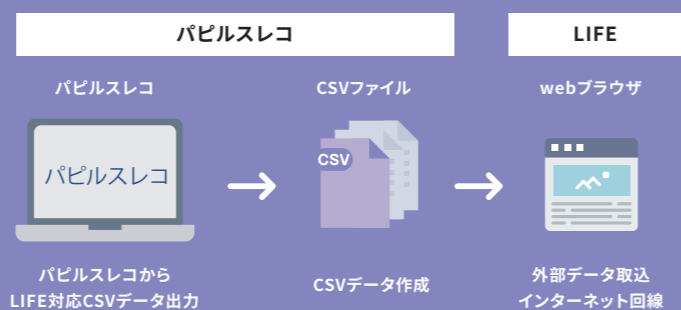 パピルスレコ
LIFE
パピルスレコ
CSVファイル
webブラウザ
パピルスレコ
CSV
パピルスレコから
LIFE対応CSVデータ出力
CSVデータ作成
外部データ取込
インターネット回線